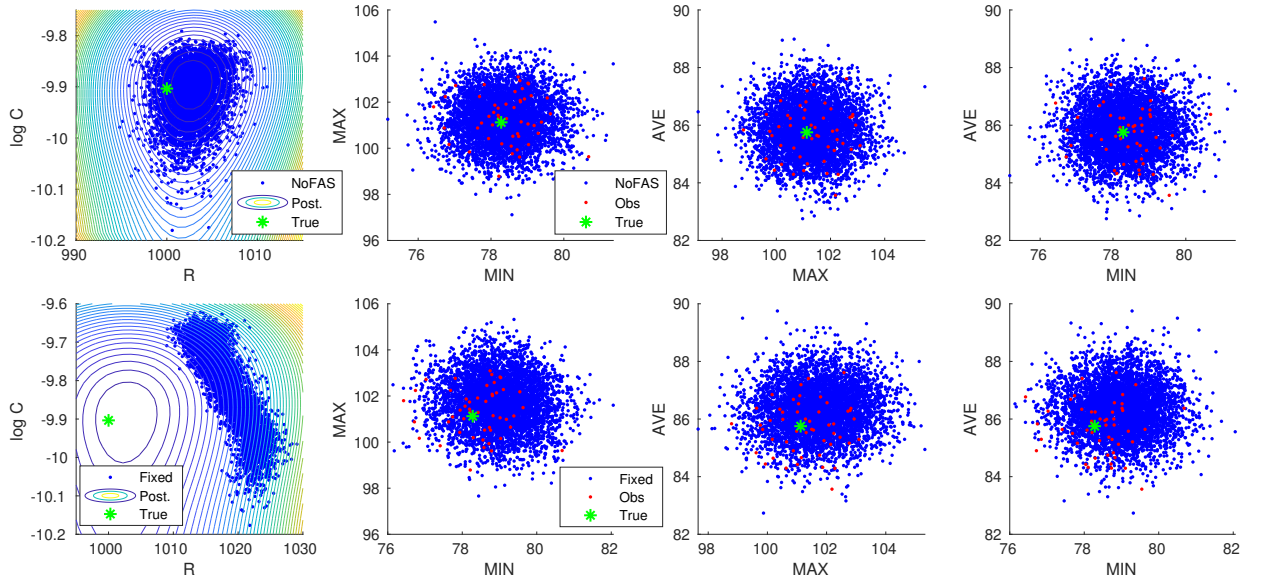 -9.8
-9.9
-10
-10.1
-10.2
log C
990
1000
1010
R
NoFAS
Post.
True
106
104
102
100
98
96
MAX
76
78
80
MIN
NoFAS
Obs
True
90
88
86
84
82
AVE
98
100
102
104
MAX
90
88
86
84
82
AVE
76
78
80
MIN
-9.6
-9.7
-9.8
-9.9
-10
-10.1
-10.2
log C
1000
1010
1020
1030
R
Fixed
Post.
True
106
104
102
100
98
96
MAX
76
78
80
82
MIN
Fixed
Obs
True
90
88
86
84
82
AVE
98
100
102
104
MAX
90
88
86
84
82
AVE
76
78
80
82
MIN